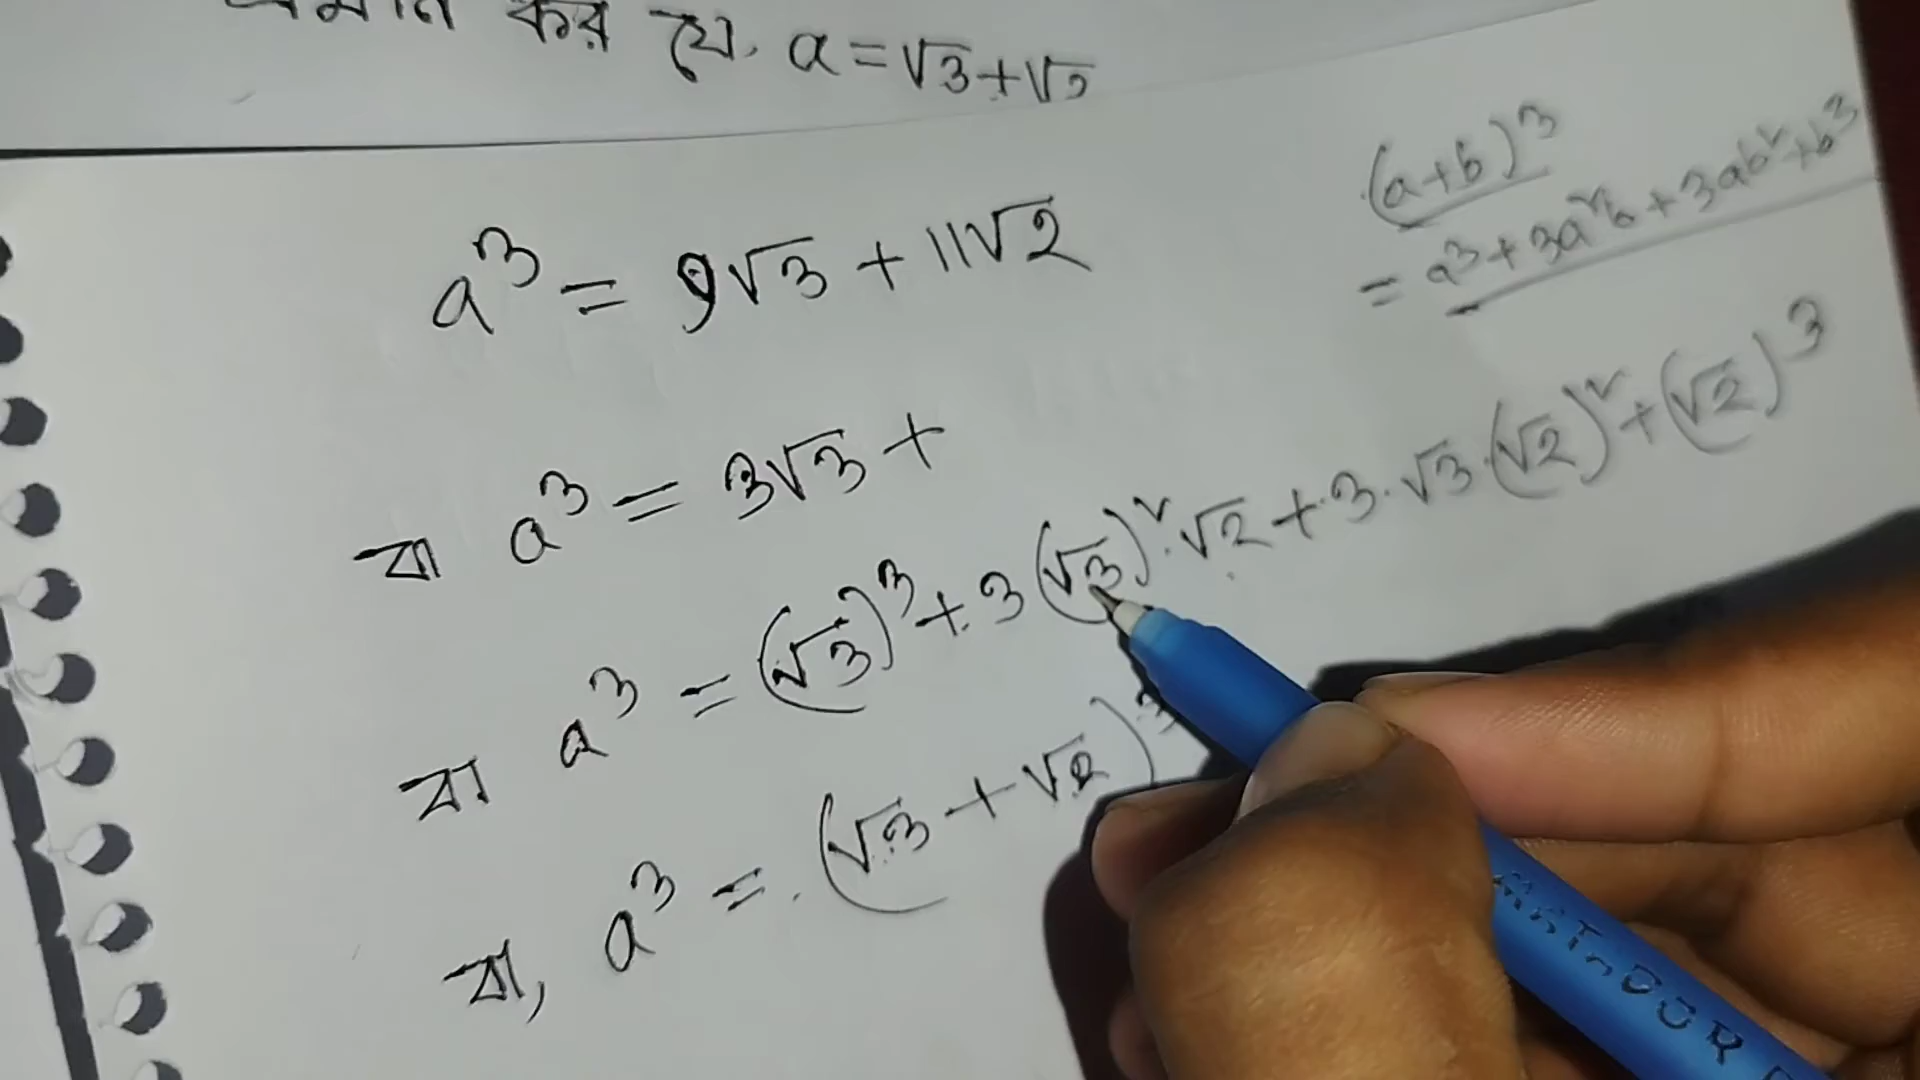 প্রমাণ কর যে, a = √3 + √2
(a+b)³
= a³ + 3a²b + 3ab² + b³
a³ = 9√3 + 11√2
বা a³ = 3√3 +
বা a³ = (√3)³ + 3(√3)²·√2 + 3·√3·(√2)² + (√2)³
বা, a³ = (√3 + √2)³